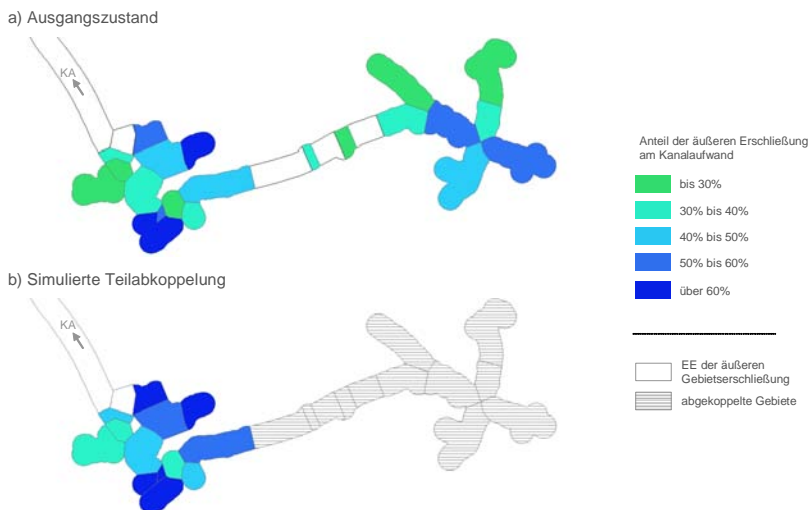 a) Ausgangszustand
KA
Anteil der äußeren Erschließung
am Kanalaufwand
bis 30%
30% bis 40%
40% bis 50%
50% bis 60%
über 60%
EE der äußeren
Gebietserschließung
abgekoppelte Gebiete
b) Simulierte Teilabkoppelung
KA